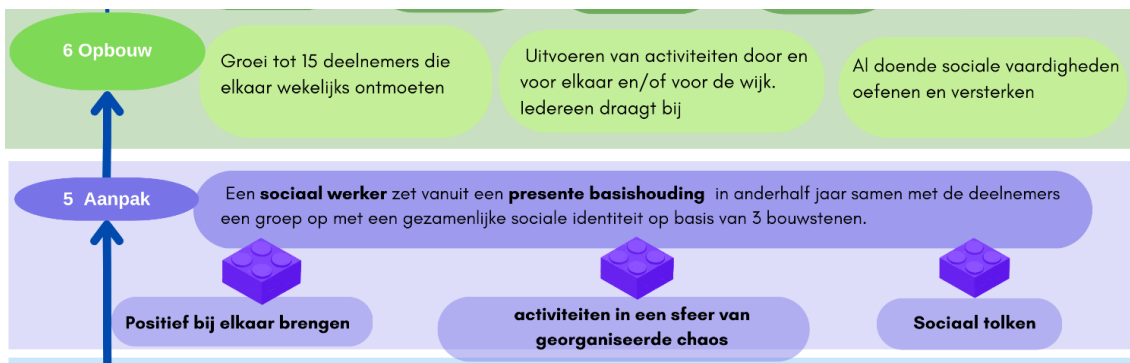 6 Opbouw
Groei tot 15 deelnemers die
elkaar wekelijks ontmoeten
Uitvoeren van activiteiten door en
voor elkaar en/of voor de wijk.
Iedereen draagt bij
Al doende sociale vaardigheden
oefenen en versterken
5 Aanpak
Een sociaal werker zet vanuit een presente basishouding in anderhalf jaar samen met de deelnemers
een groep op met een gezamenlijke sociale identiteit op basis van 3 bouwstenen.
Positief bij elkaar brengen
activiteiten in een sfeer van
georganiseerde chaos
Sociaal tolken